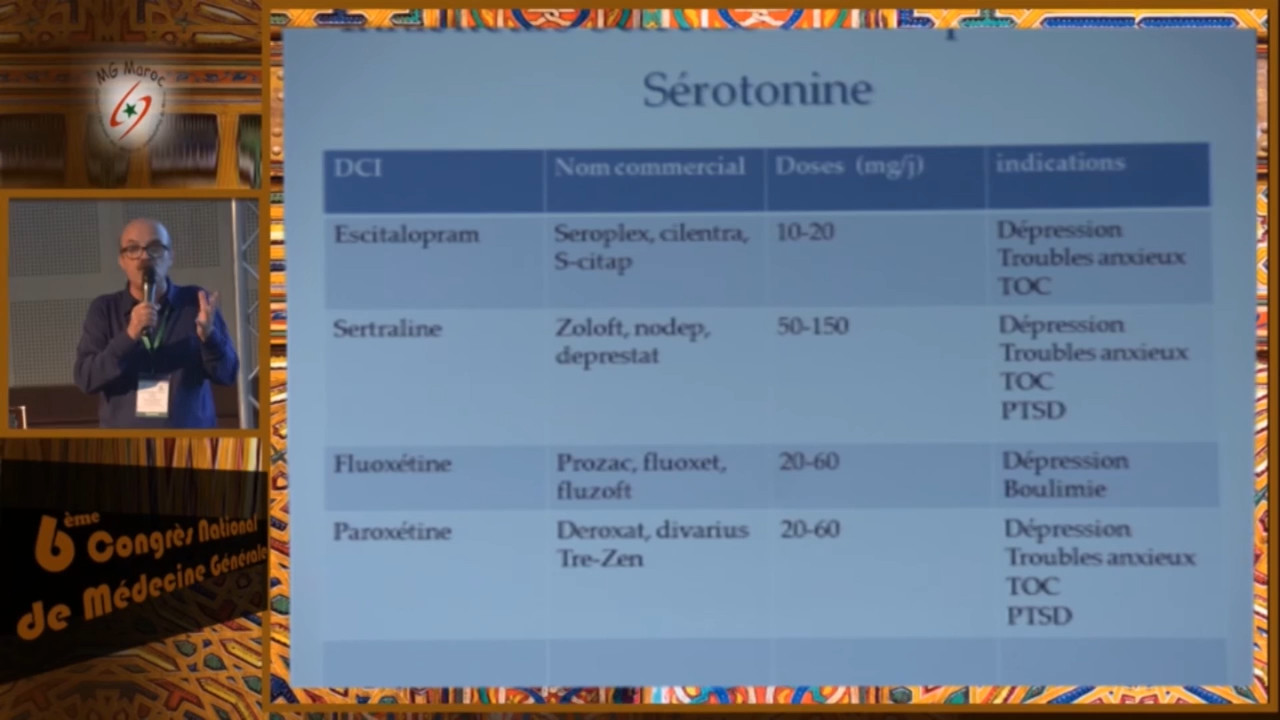 MG Maroc
Sérotonine
DCI
Nom commercial
Doses (mg/j)
indications
Escitalopram
Seroplex, cilentra,
S-citap
10-20
Dépression
Troubles anxieux
TOC
Sertraline
Zoloft, nodep,
deprestat
50-150
Dépression
Troubles anxieux
TOC
PTSD
Fluoxétine
Prozac, fluoxet,
fluzoft
20-60
Dépression
Boulimie
Paroxétine
Deroxat, divarius
Tre-Zen
20-60
Dépression
Troubles anxieux
TOC
PTSD
6ème Congrès National
de Médecine Générale